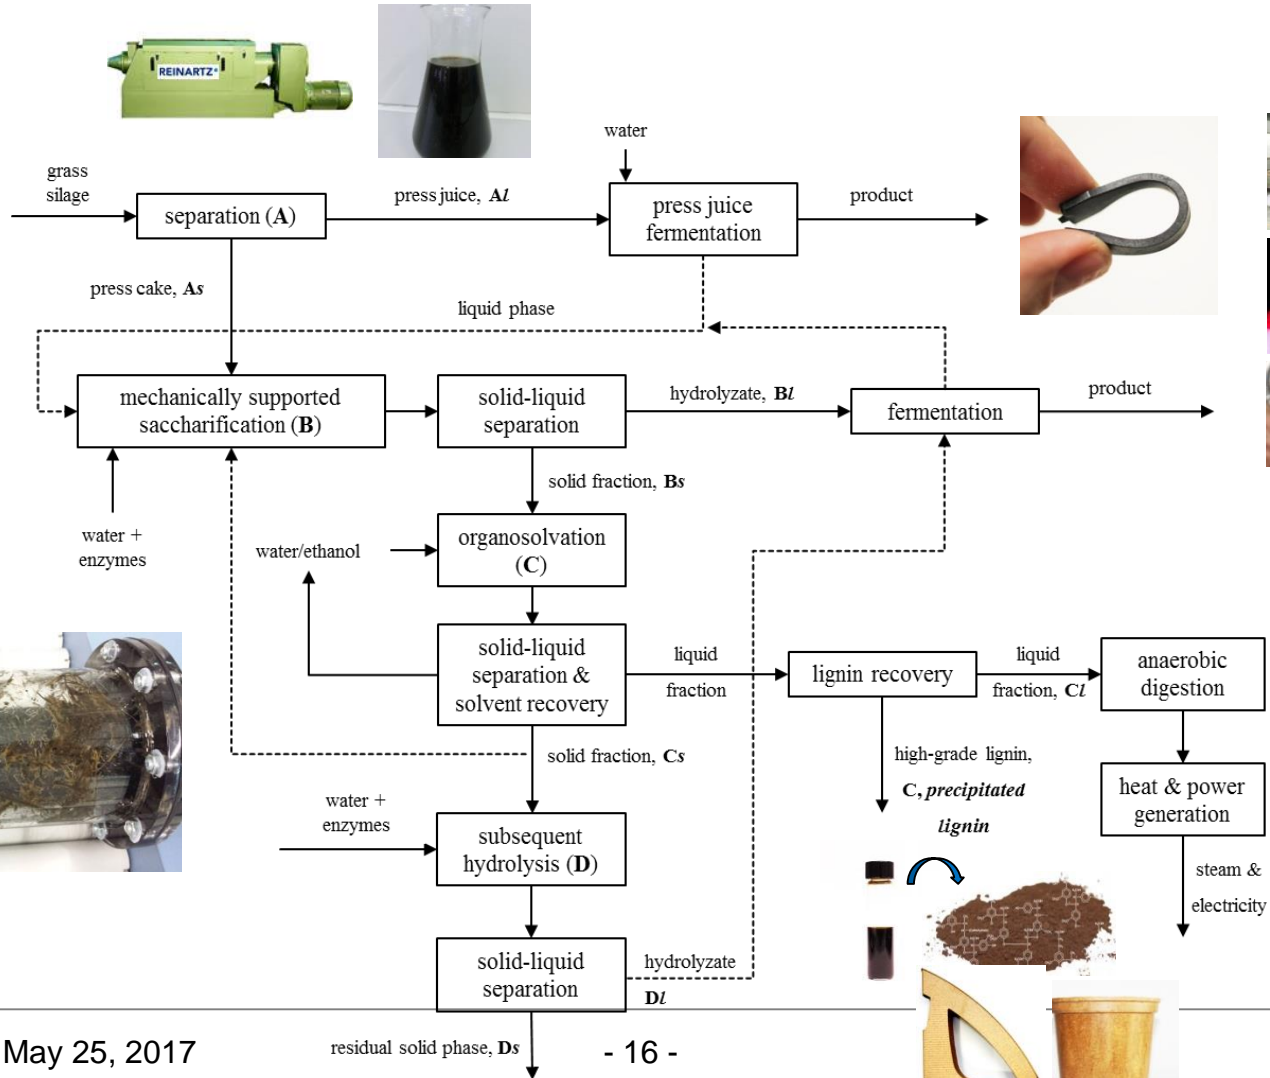 REINARTZ
water
grass
silage
separation (A)
press juice, Al
press juice
fermentation
product
press cake, As
liquid phase
mechanically supported
saccharification (B)
solid-liquid
separation
hydrolyzate, Bl
fermentation
product
solid fraction, Bs
water +
enzymes
water/ethanol
organosolvation
(C)
solid-liquid
separation &
solvent recovery
liquid
fraction
lignin recovery
liquid
fraction, Cl
anaerobic
digestion
solid fraction, Cs
high-grade lignin,
C, precipitated
lignin
heat & power
generation
water +
enzymes
subsequent
hydrolysis (D)
steam &
electricity
solid-liquid
separation
hydrolyzate
Dl
May 25, 2017
residual solid phase, Ds
- 16 -